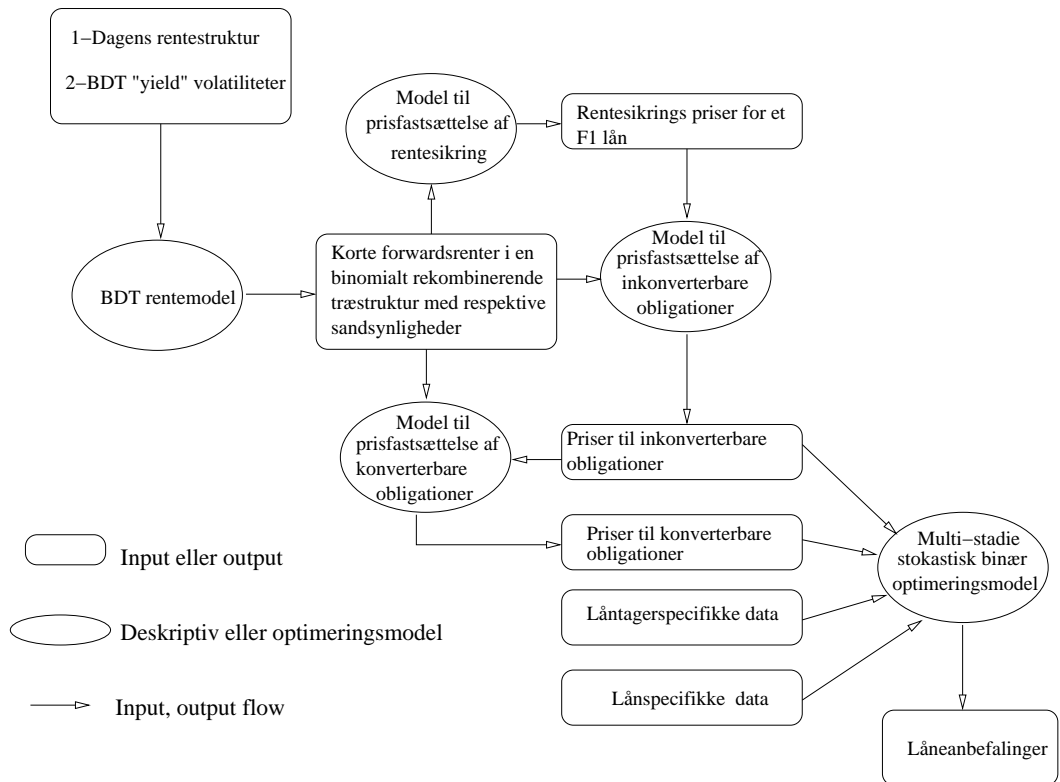 1–Dagens rentestruktur
2–BDT "yield" volatiliteter
Model til
prisfastsættelse af
rentesikring
Rentesikrings priser for et
F1 lån
BDT rentemodel
Korte forwardsrenter i en
binomialt rekombinerende
træstruktur med respektive
sandsynligheder
Model til
prisfastsættelse af
inkonverterbare
obligationer
Model til
prisfastsættelse af
konverterbare
obligationer
Priser til inkonverterbare
obligationer
Priser til konverterbare
obligationer
Låntagerspecifikke data
Lånspecifikke data
Multi–stadie
stokastisk binær
optimeringsmodel
Låneanbefalinger
Input eller output
Deskriptiv eller optimeringsmodel
Input, output flow